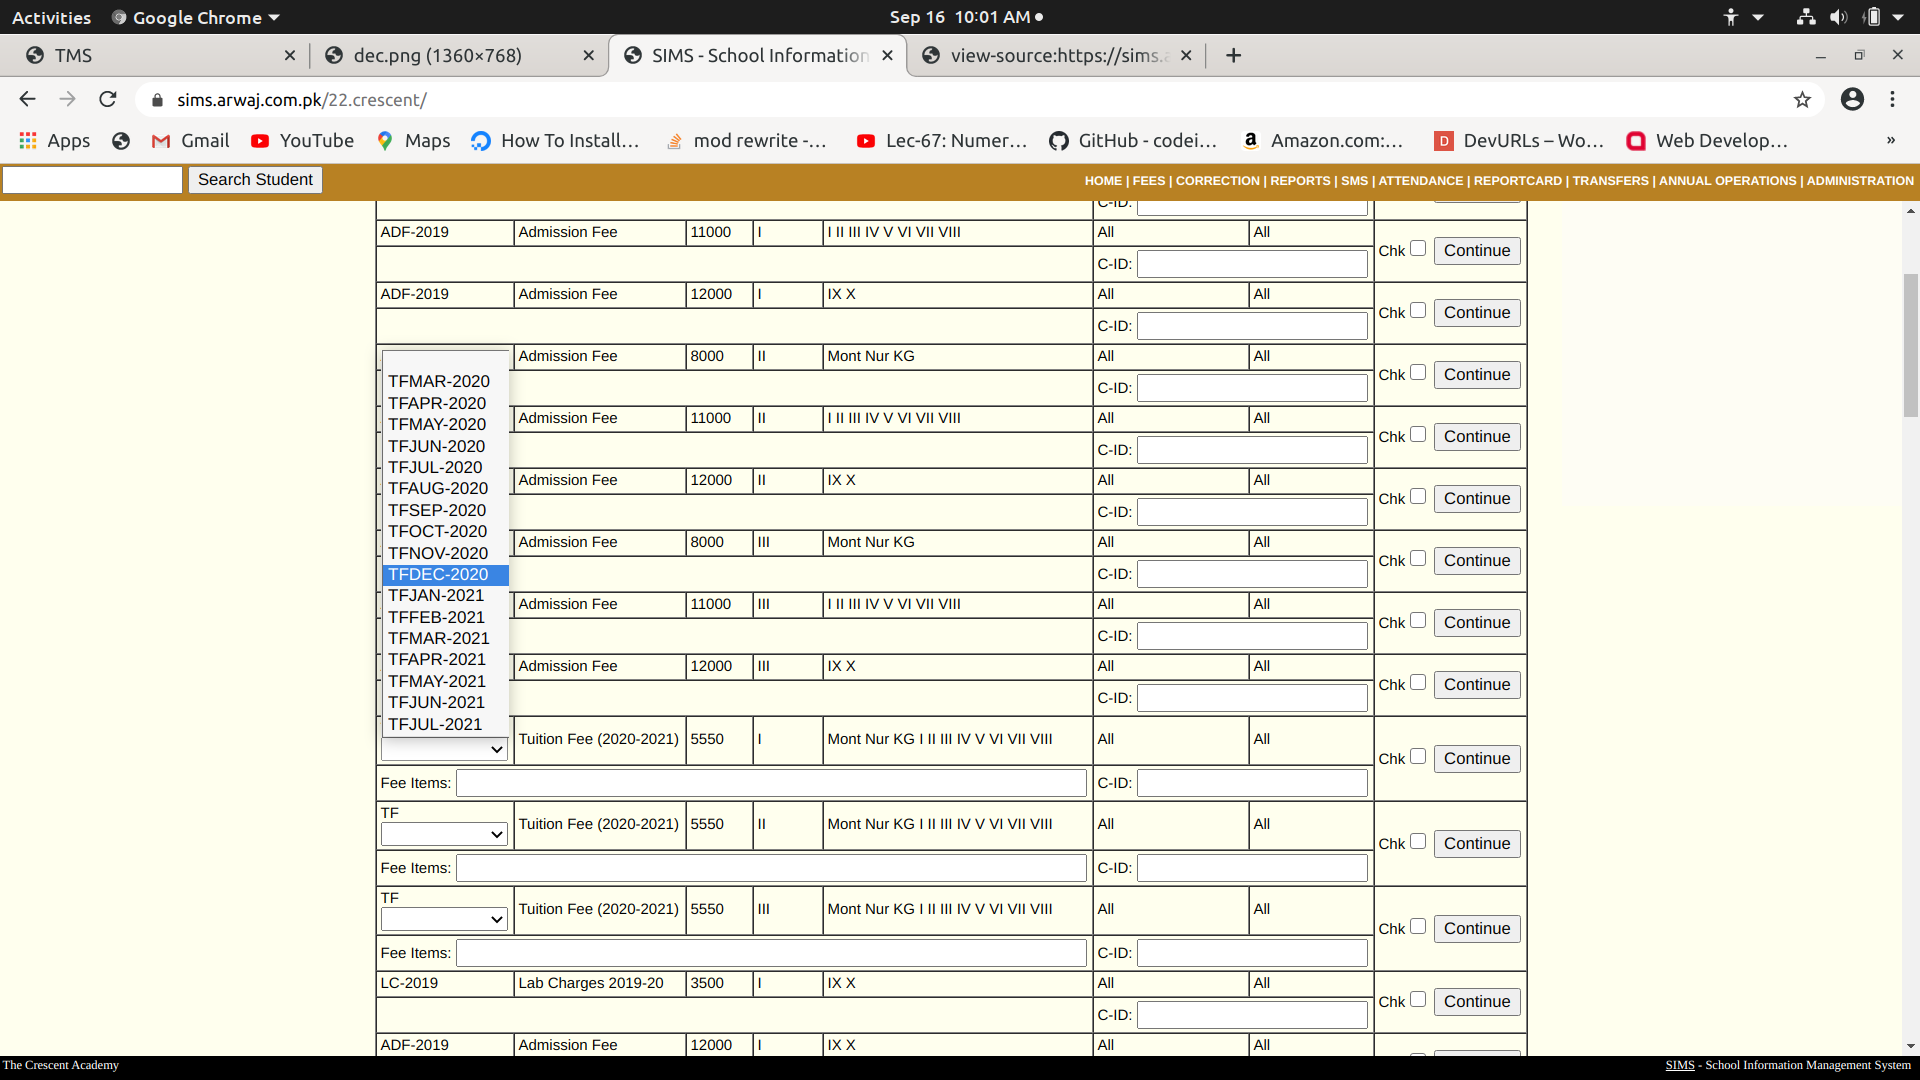 Activities Google Chrome Sep 16 10:01 AM
TMS dec.png (1360×768) SIMS - School Information view-source:https://sims.a
sims.arwaj.com.pk/22.crescent/
Apps Gmail YouTube Maps How To Install… mod rewrite -… Lec-67: Numer… GitHub - codei… Amazon.com:… DevURLs – Wo… Web Develop… »
Search Student HOME | FEES | CORRECTION | REPORTS | SMS | ATTENDANCE | REPORTCARD | TRANSFERS | ANNUAL OPERATIONS | ADMINISTRATION
C-ID:
ADF-2019 Admission Fee 11000 I I II III IV V VI VII VIII All All
Chk Continue
C-ID:
ADF-2019 Admission Fee 12000 I IX X All All
Chk Continue
C-ID:
Admission Fee 8000 II Mont Nur KG All All
Chk Continue
TFMAR-2020
C-ID:
TFAPR-2020
Admission Fee 11000 II I II III IV V VI VII VIII All All
TFMAY-2020
Chk Continue
TFJUN-2020
C-ID:
TFJUL-2020
Admission Fee 12000 II IX X All All
TFAUG-2020
Chk Continue
TFSEP-2020
C-ID:
TFOCT-2020
Admission Fee 8000 III Mont Nur KG All All
TFNOV-2020
Chk Continue
TFDEC-2020
C-ID:
TFJAN-2021
Admission Fee 11000 III I II III IV V VI VII VIII All All
TFFEB-2021
Chk Continue
TFMAR-2021
C-ID:
TFAPR-2021
Admission Fee 12000 III IX X All All
TFMAY-2021
Chk Continue
TFJUN-2021
C-ID:
TFJUL-2021
Tuition Fee (2020-2021) 5550 I Mont Nur KG I II III IV V VI VII VIII All All
Chk Continue
Fee Items: C-ID:
TF
Tuition Fee (2020-2021) 5550 II Mont Nur KG I II III IV V VI VII VIII All All
Chk Continue
Fee Items: C-ID:
TF
Tuition Fee (2020-2021) 5550 III Mont Nur KG I II III IV V VI VII VIII All All
Chk Continue
Fee Items: C-ID:
LC-2019 Lab Charges 2019-20 3500 I IX X All All
Chk Continue
C-ID:
ADF-2019 Admission Fee 12000 I IX X All All
The Crescent Academy SIMS - School Information Management System